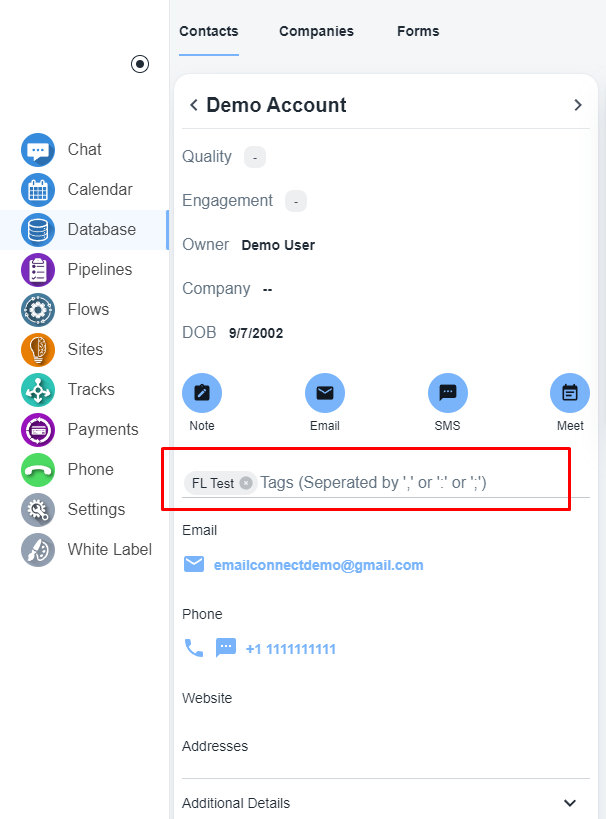 Contacts Companies Forms
Demo Account
Chat
Calendar
Database
Pipelines
Flows
Sites
Tracks
Payments
Phone
Settings
White Label
Quality -
Engagement -
Owner Demo User
Company --
DOB 9/7/2002
Note Email SMS Meet
FL Test Tags (Seperated by ',' or ':' or ';')
Email
emailconnectdemo@gmail.com
Phone
+1 1111111111
Website
Addresses
Additional Details